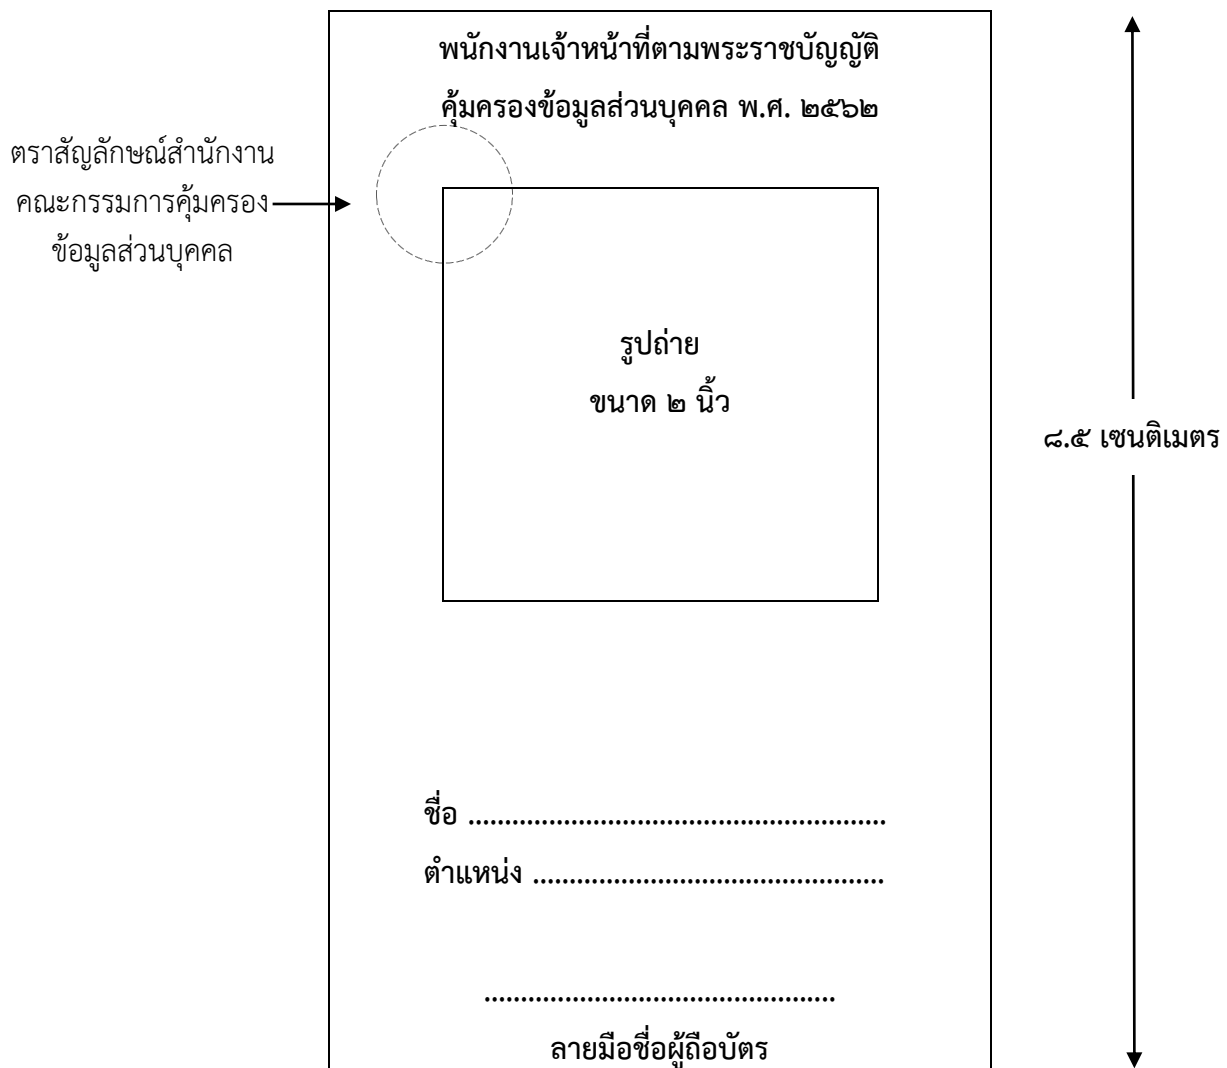 พนักงานเจ้าหน้าที่ตามพระราชบัญญัติ
คุ้มครองข้อมูลส่วนบุคคล พ.ศ. ๒๕๖๒
ตราสัญลักษณ์สำนักงาน
คณะกรรมการคุ้มครอง
ข้อมูลส่วนบุคคล
รูปถ่าย
ขนาด ๒ นิ้ว
๘.๕ เซนติเมตร
ชื่อ .........................................................
ตำแหน่ง ................................................
................................................
ลายมือชื่อผู้ถือบัตร